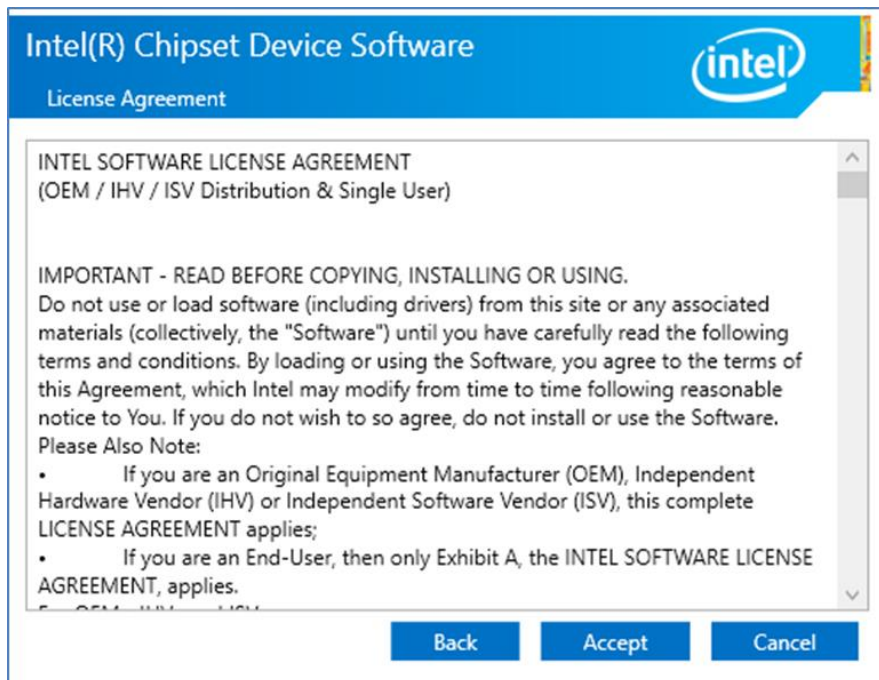 Intel(R) Chipset Device Software
intel
License Agreement
INTEL SOFTWARE LICENSE AGREEMENT
(OEM / IHV / ISV Distribution & Single User)
IMPORTANT - READ BEFORE COPYING, INSTALLING OR USING.
Do not use or load software (including drivers) from this site or any associated
materials (collectively, the "Software") until you have carefully read the following
terms and conditions. By loading or using the Software, you agree to the terms of
this Agreement, which Intel may modify from time to time following reasonable
notice to You. If you do not wish to so agree, do not install or use the Software.
Please Also Note:
• If you are an Original Equipment Manufacturer (OEM), Independent
Hardware Vendor (IHV) or Independent Software Vendor (ISV), this complete
LICENSE AGREEMENT applies;
• If you are an End-User, then only Exhibit A, the INTEL SOFTWARE LICENSE
AGREEMENT, applies.
Back Accept Cancel